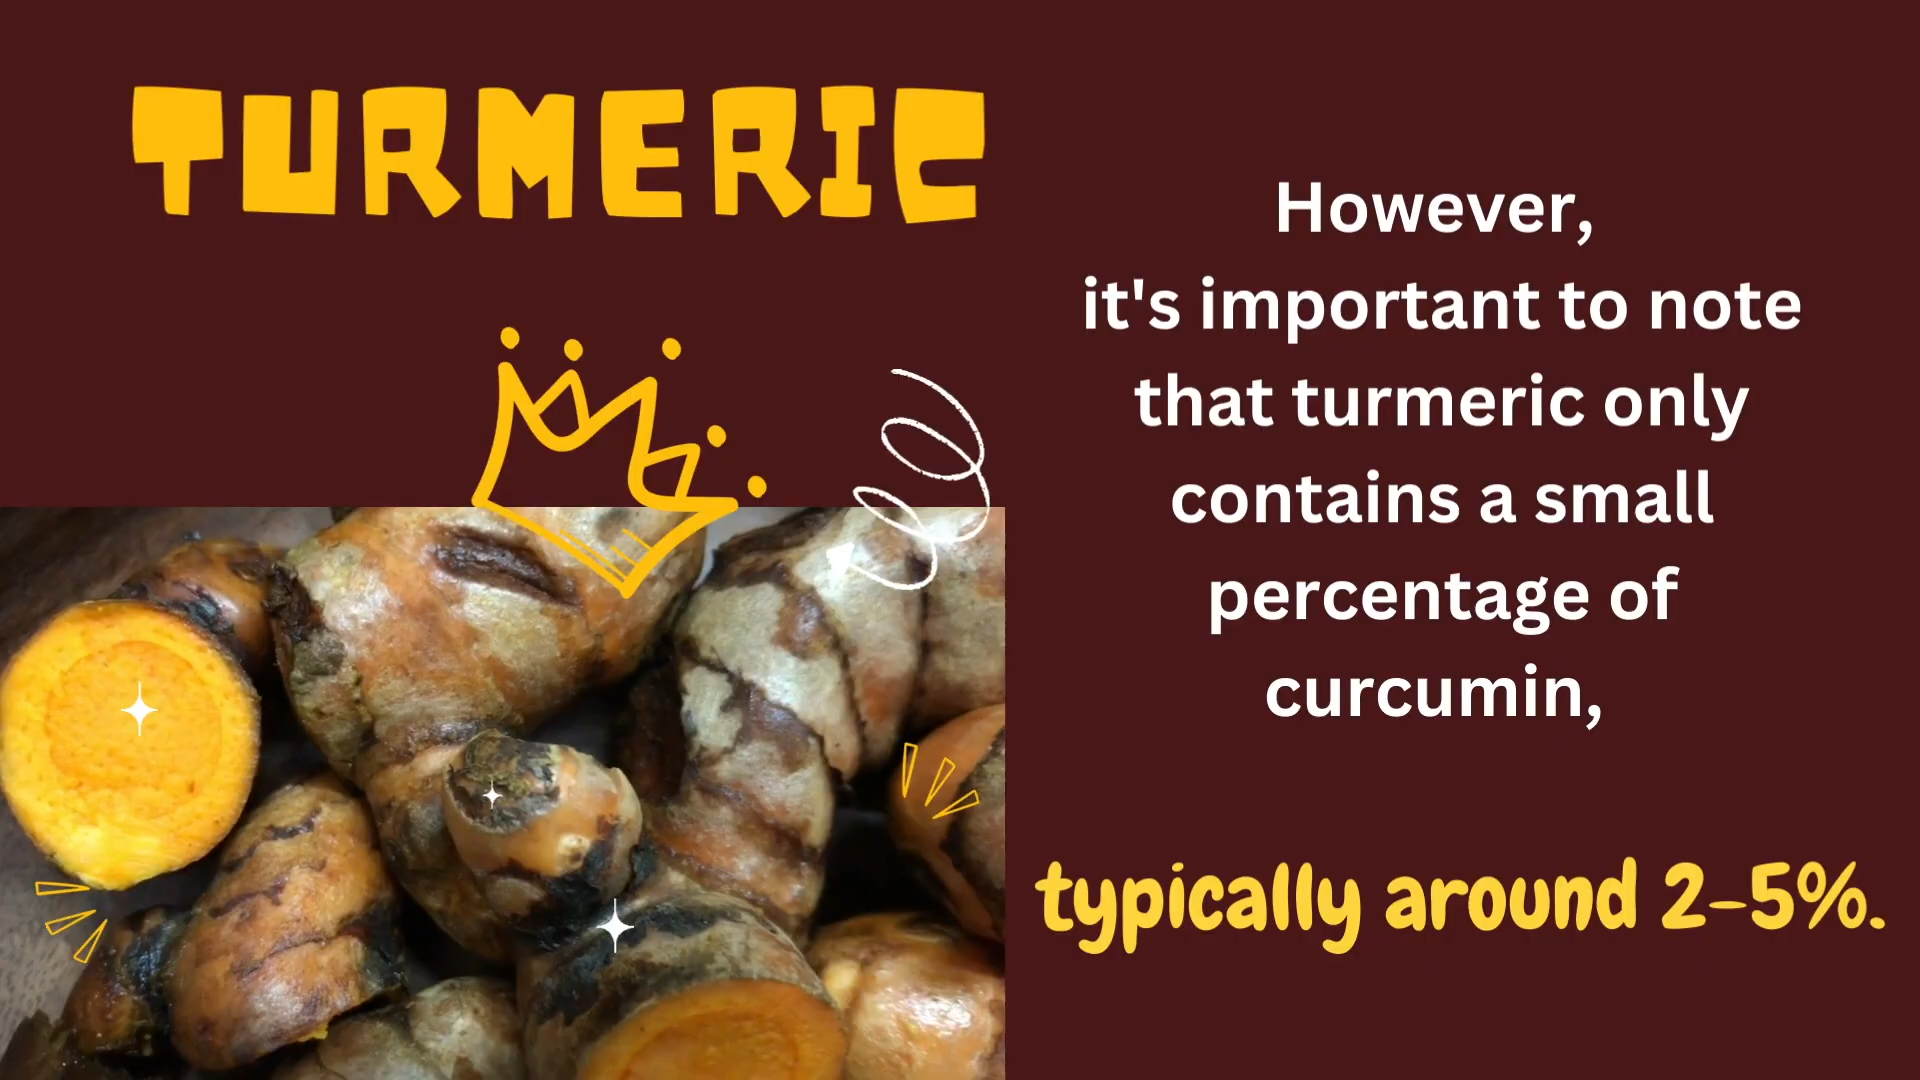 TURMERIC
However,
it's important to note
that turmeric only
contains a small
percentage of
curcumin,
typically around 2-5%.